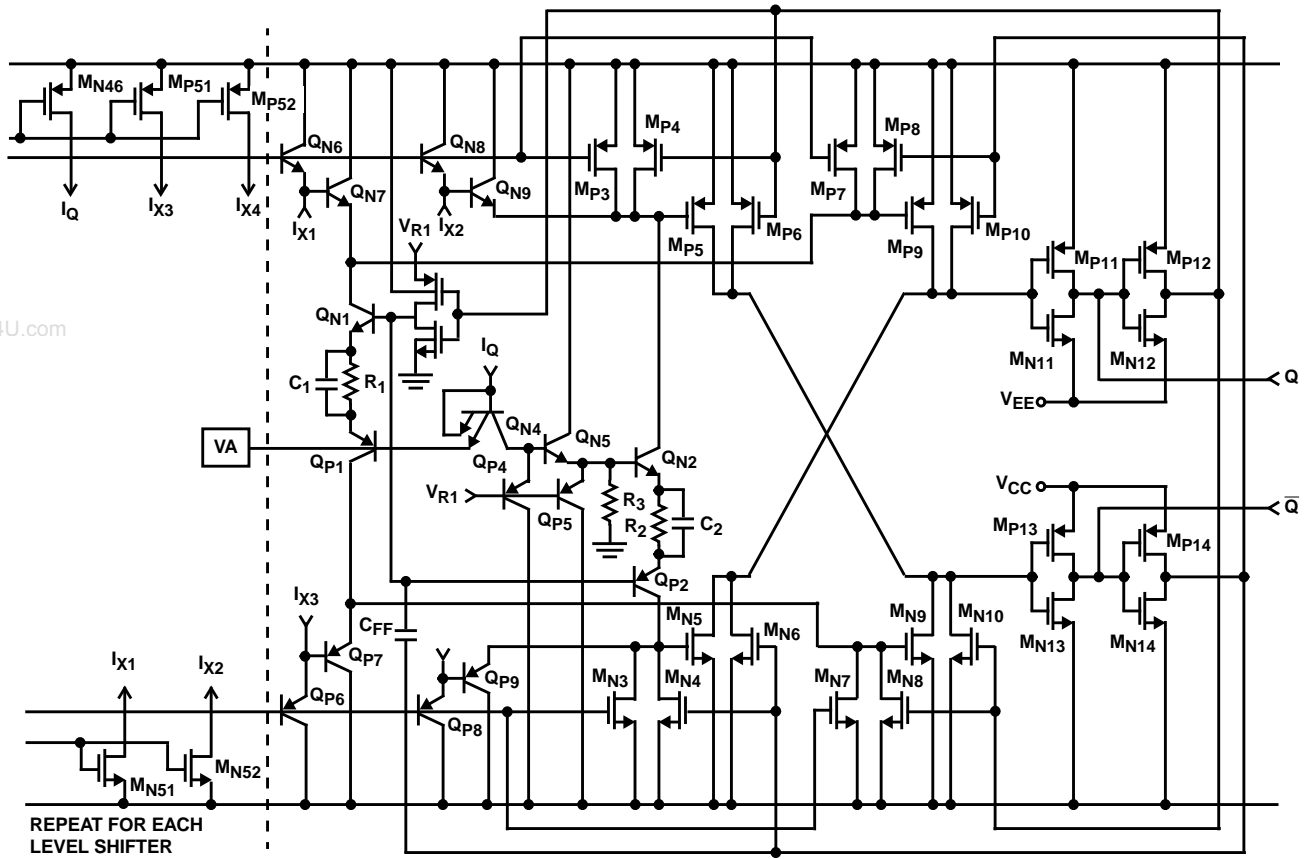 MN46
MP51
MP52
IQ
IX3
IX4
QN6
QN7
IX1
QN8
QN9
IX2
VR1
MP4
MP3
MP5
MP6
MP8
MP7
MP9
MP10
MP11
MP12
MN11
MN12
VEE
Q
4U.com
QN1
C1
R1
IQ
VA
QP1
QN4
QN5
QN2
QP4
VR1
QP5
R3
R2
C2
QP2
VCC
Q̅
MP13
MP14
MN13
MN14
IX3
CFF
QP7
QP6
QP9
QP8
MN5
MN6
MN3
MN4
MN9
MN10
MN7
MN8
IX1
IX2
MN51
MN52
REPEAT FOR EACH
LEVEL SHIFTER